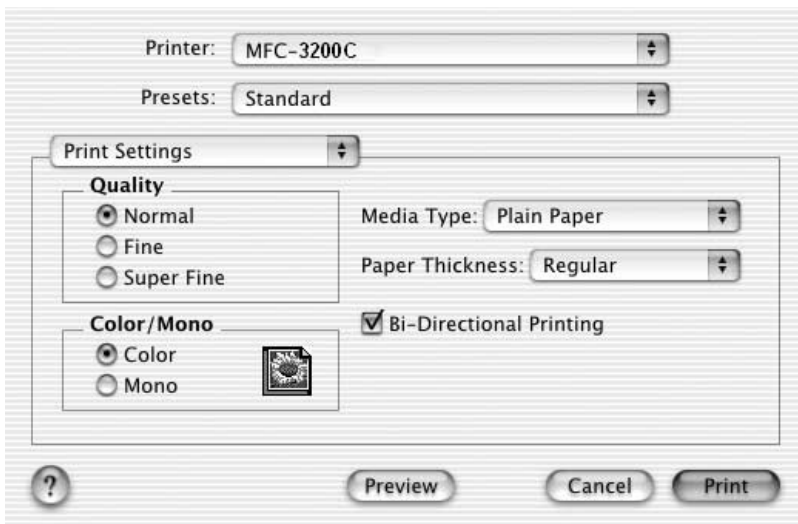 Printer: MFC-3200C
Presets: Standard
Print Settings
Quality
Normal
Fine
Super Fine
Media Type: Plain Paper
Paper Thickness: Regular
Color/Mono
Color
Mono
Bi-Directional Printing
?
Preview
Cancel
Print